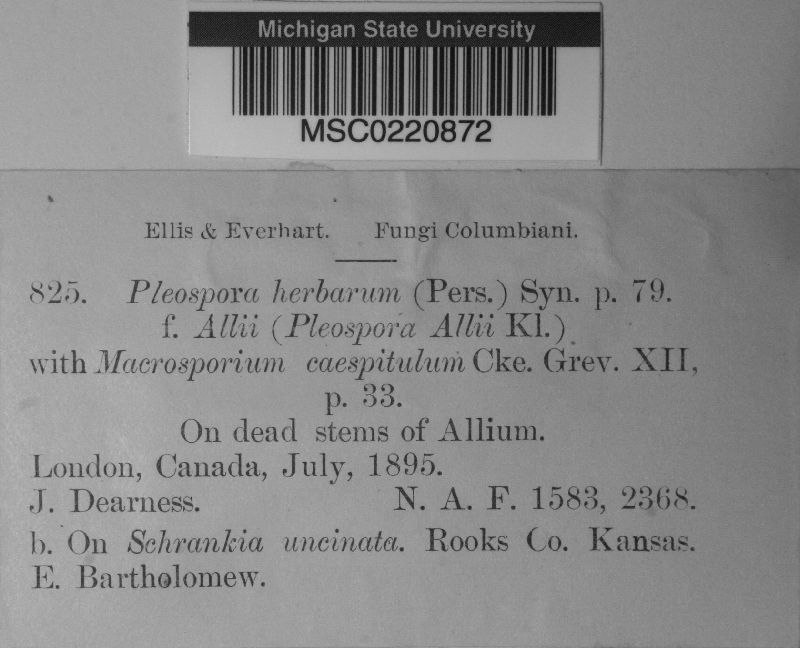 Michigan State University
MSC0220872
Ellis & Everhart. Fungi Columbiani.
825. Pleospora herbarum (Pers.) Syn. p. 79.
f. Allii (Pleospora Allii Kl.)
with Macrosporium caespitulum Cke. Grev. XII,
p. 33.
On dead stems of Allium.
London, Canada, July, 1895.
J. Dearness. N. A. F. 1583, 2368.
b. On Schrankia uncinata. Rooks Co. Kansas.
E. Bartholomew.